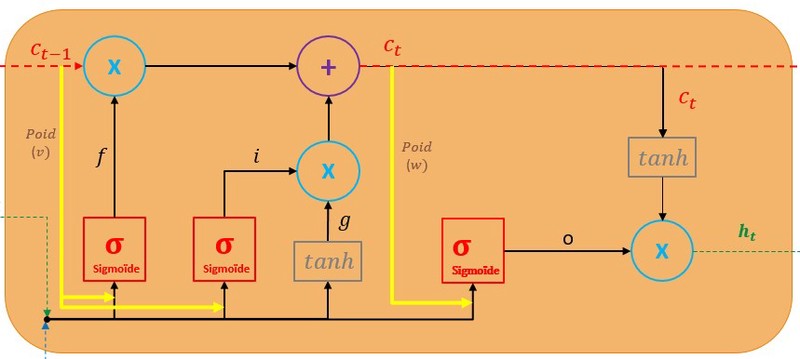 C_{t-1}
x
+
C_t
C_t
Poid
(v)
f
i
x
Poid
(w)
tanh
g
σ
Sigmoïde
σ
Sigmoïde
tanh
σ
Sigmoïde
o
x
h_t